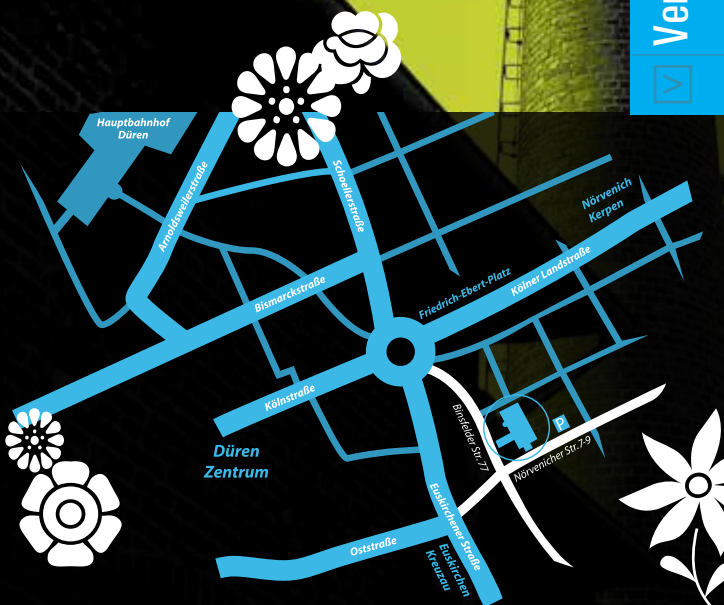 Ver
>
Hauptbahnhof
Düren
Arnoldsweilerstraße
Schoellerstraße
Nörvenich
Kerpen
Bismarckstraße
Friedrich-Ebert-Platz
Kölner Landstraße
Kölnstraße
Düren
Zentrum
Binsfelder Str. 77
P
Nörvenicher Str.7-9
Euskirchener Straße
Oststraße
Euskirchen
Kreuzau